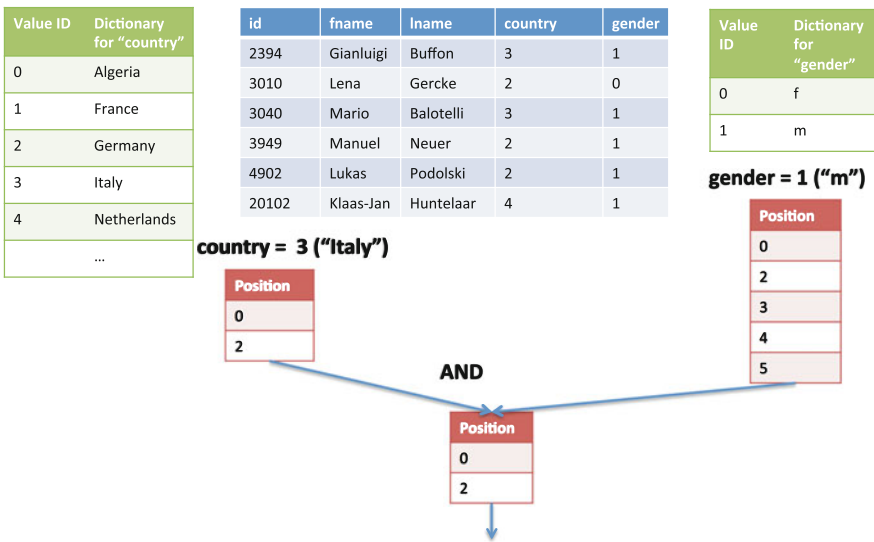 Value ID Dictionary
for “country”
0 Algeria
1 France
2 Germany
3 Italy
4 Netherlands
…
id fname lname country gender
2394 Gianluigi Buffon 3 1
3010 Lena Gercke 2 0
3040 Mario Balotelli 3 1
3949 Manuel Neuer 2 1
4902 Lukas Podolski 2 1
20102 Klaas-Jan Huntelaar 4 1
Value Dictionary
ID for
“gender”
0 f
1 m
country = 3 (“Italy”)
Position
0
2
gender = 1 (“m”)
Position
0
2
3
4
5
AND
Position
0
2